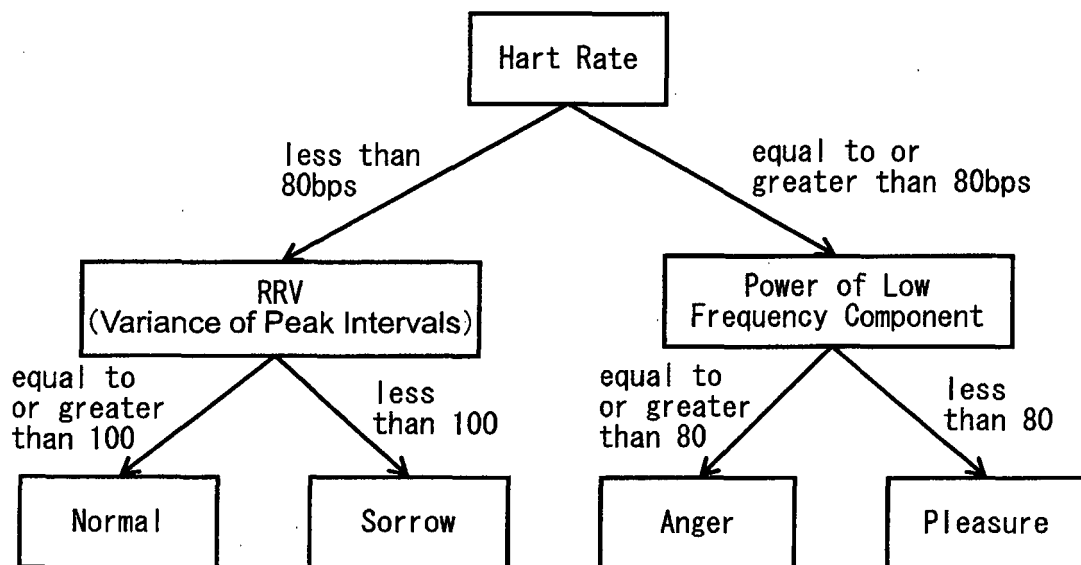 Hart Rate
less than
80bps
equal to or
greater than 80bps
RRV
(Variance of Peak Intervals)
Power of Low
Frequency Component
equal to
or greater
than 100
less
than 100
equal to
or greater
than 80
less
than 80
Normal
Sorrow
Anger
Pleasure